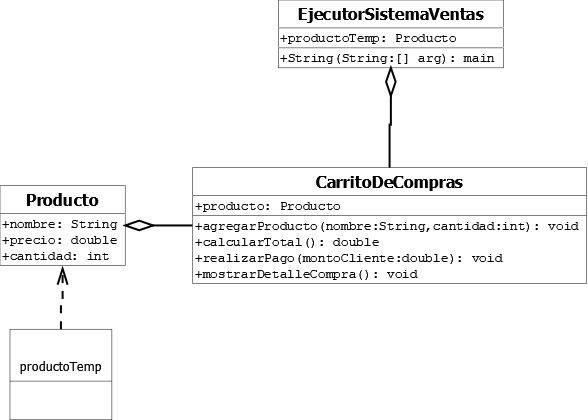 EjecutorSistemaVentas
+productoTemp: Producto
+String(String:[] arg): main
CarritoDeCompras
+producto: Producto
+agregarProducto(nombre:String,cantidad:int): void
+calcularTotal(): double
+realizarPago(montoCliente:double): void
+mostrarDetalleCompra(): void
Producto
+nombre: String
+precio: double
+cantidad: int
productoTemp